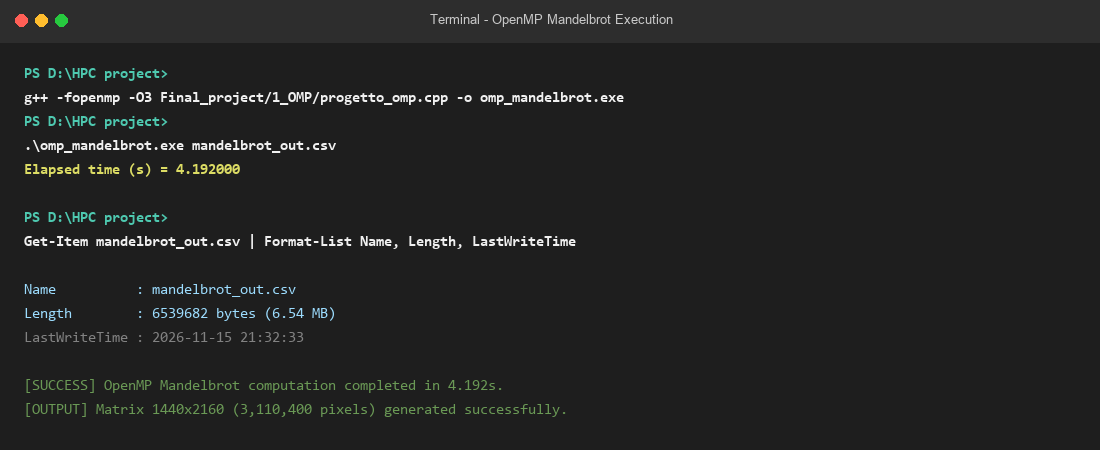 Terminal - OpenMP Mandelbrot Execution
PS D:\HPC project>
g++ -fopenmp -O3 Final_project/1_OMP/progetto_omp.cpp -o omp_mandelbrot.exe
PS D:\HPC project>
.\omp_mandelbrot.exe mandelbrot_out.csv
Elapsed time (s) = 4.192000
PS D:\HPC project>
Get-Item mandelbrot_out.csv | Format-List Name, Length, LastWriteTime
Name          : mandelbrot_out.csv
Length        : 6539682 bytes (6.54 MB)
LastWriteTime : 2026-11-15 21:32:33
[SUCCESS] OpenMP Mandelbrot computation completed in 4.192s.
[OUTPUT] Matrix 1440x2160 (3,110,400 pixels) generated successfully.